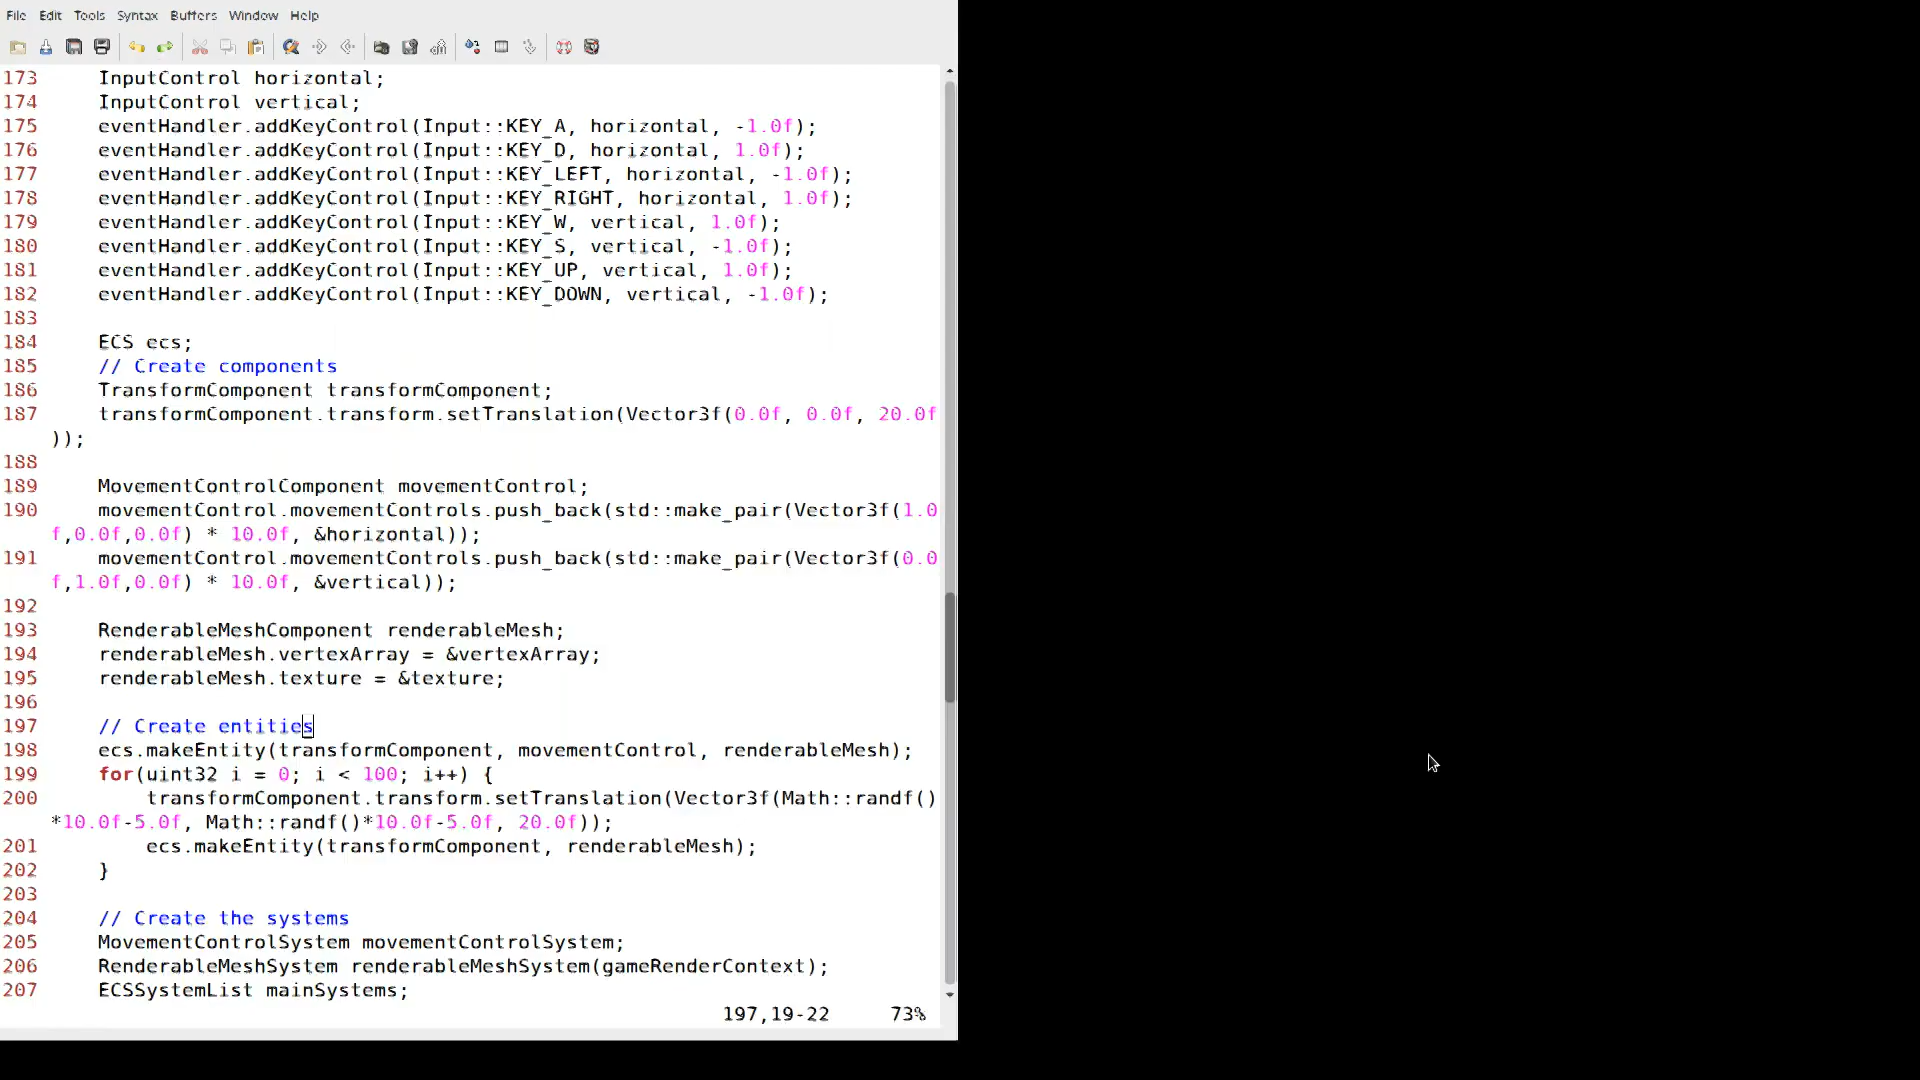 File Edit Tools Syntax Buffers Window Help
173     InputControl horizontal;
174     InputControl vertical;
175     eventHandler.addKeyControl(Input::KEY_A, horizontal, -1.0f);
176     eventHandler.addKeyControl(Input::KEY_D, horizontal, 1.0f);
177     eventHandler.addKeyControl(Input::KEY_LEFT, horizontal, -1.0f);
178     eventHandler.addKeyControl(Input::KEY_RIGHT, horizontal, 1.0f);
179     eventHandler.addKeyControl(Input::KEY_W, vertical, 1.0f);
180     eventHandler.addKeyControl(Input::KEY_S, vertical, -1.0f);
181     eventHandler.addKeyControl(Input::KEY_UP, vertical, 1.0f);
182     eventHandler.addKeyControl(Input::KEY_DOWN, vertical, -1.0f);
183
184     ECS ecs;
185     // Create components
186     TransformComponent transformComponent;
187     transformComponent.transform.setTranslation(Vector3f(0.0f, 0.0f, 20.0f
));
188
189     MovementControlComponent movementControl;
190     movementControl.movementControls.push_back(std::make_pair(Vector3f(1.0
f,0.0f,0.0f) * 10.0f, &horizontal));
191     movementControl.movementControls.push_back(std::make_pair(Vector3f(0.0
f,1.0f,0.0f) * 10.0f, &vertical));
192
193     RenderableMeshComponent renderableMesh;
194     renderableMesh.vertexArray = &vertexArray;
195     renderableMesh.texture = &texture;
196
197     // Create entities
198     ecs.makeEntity(transformComponent, movementControl, renderableMesh);
199     for(uint32 i = 0; i < 100; i++) {
200         transformComponent.transform.setTranslation(Vector3f(Math::randf()
*10.0f-5.0f, Math::randf()*10.0f-5.0f, 20.0f));
201         ecs.makeEntity(transformComponent, renderableMesh);
202     }
203
204     // Create the systems
205     MovementControlSystem movementControlSystem;
206     RenderableMeshSystem renderableMeshSystem(gameRenderContext);
207     ECSSystemList mainSystems;
197,19-22 73%